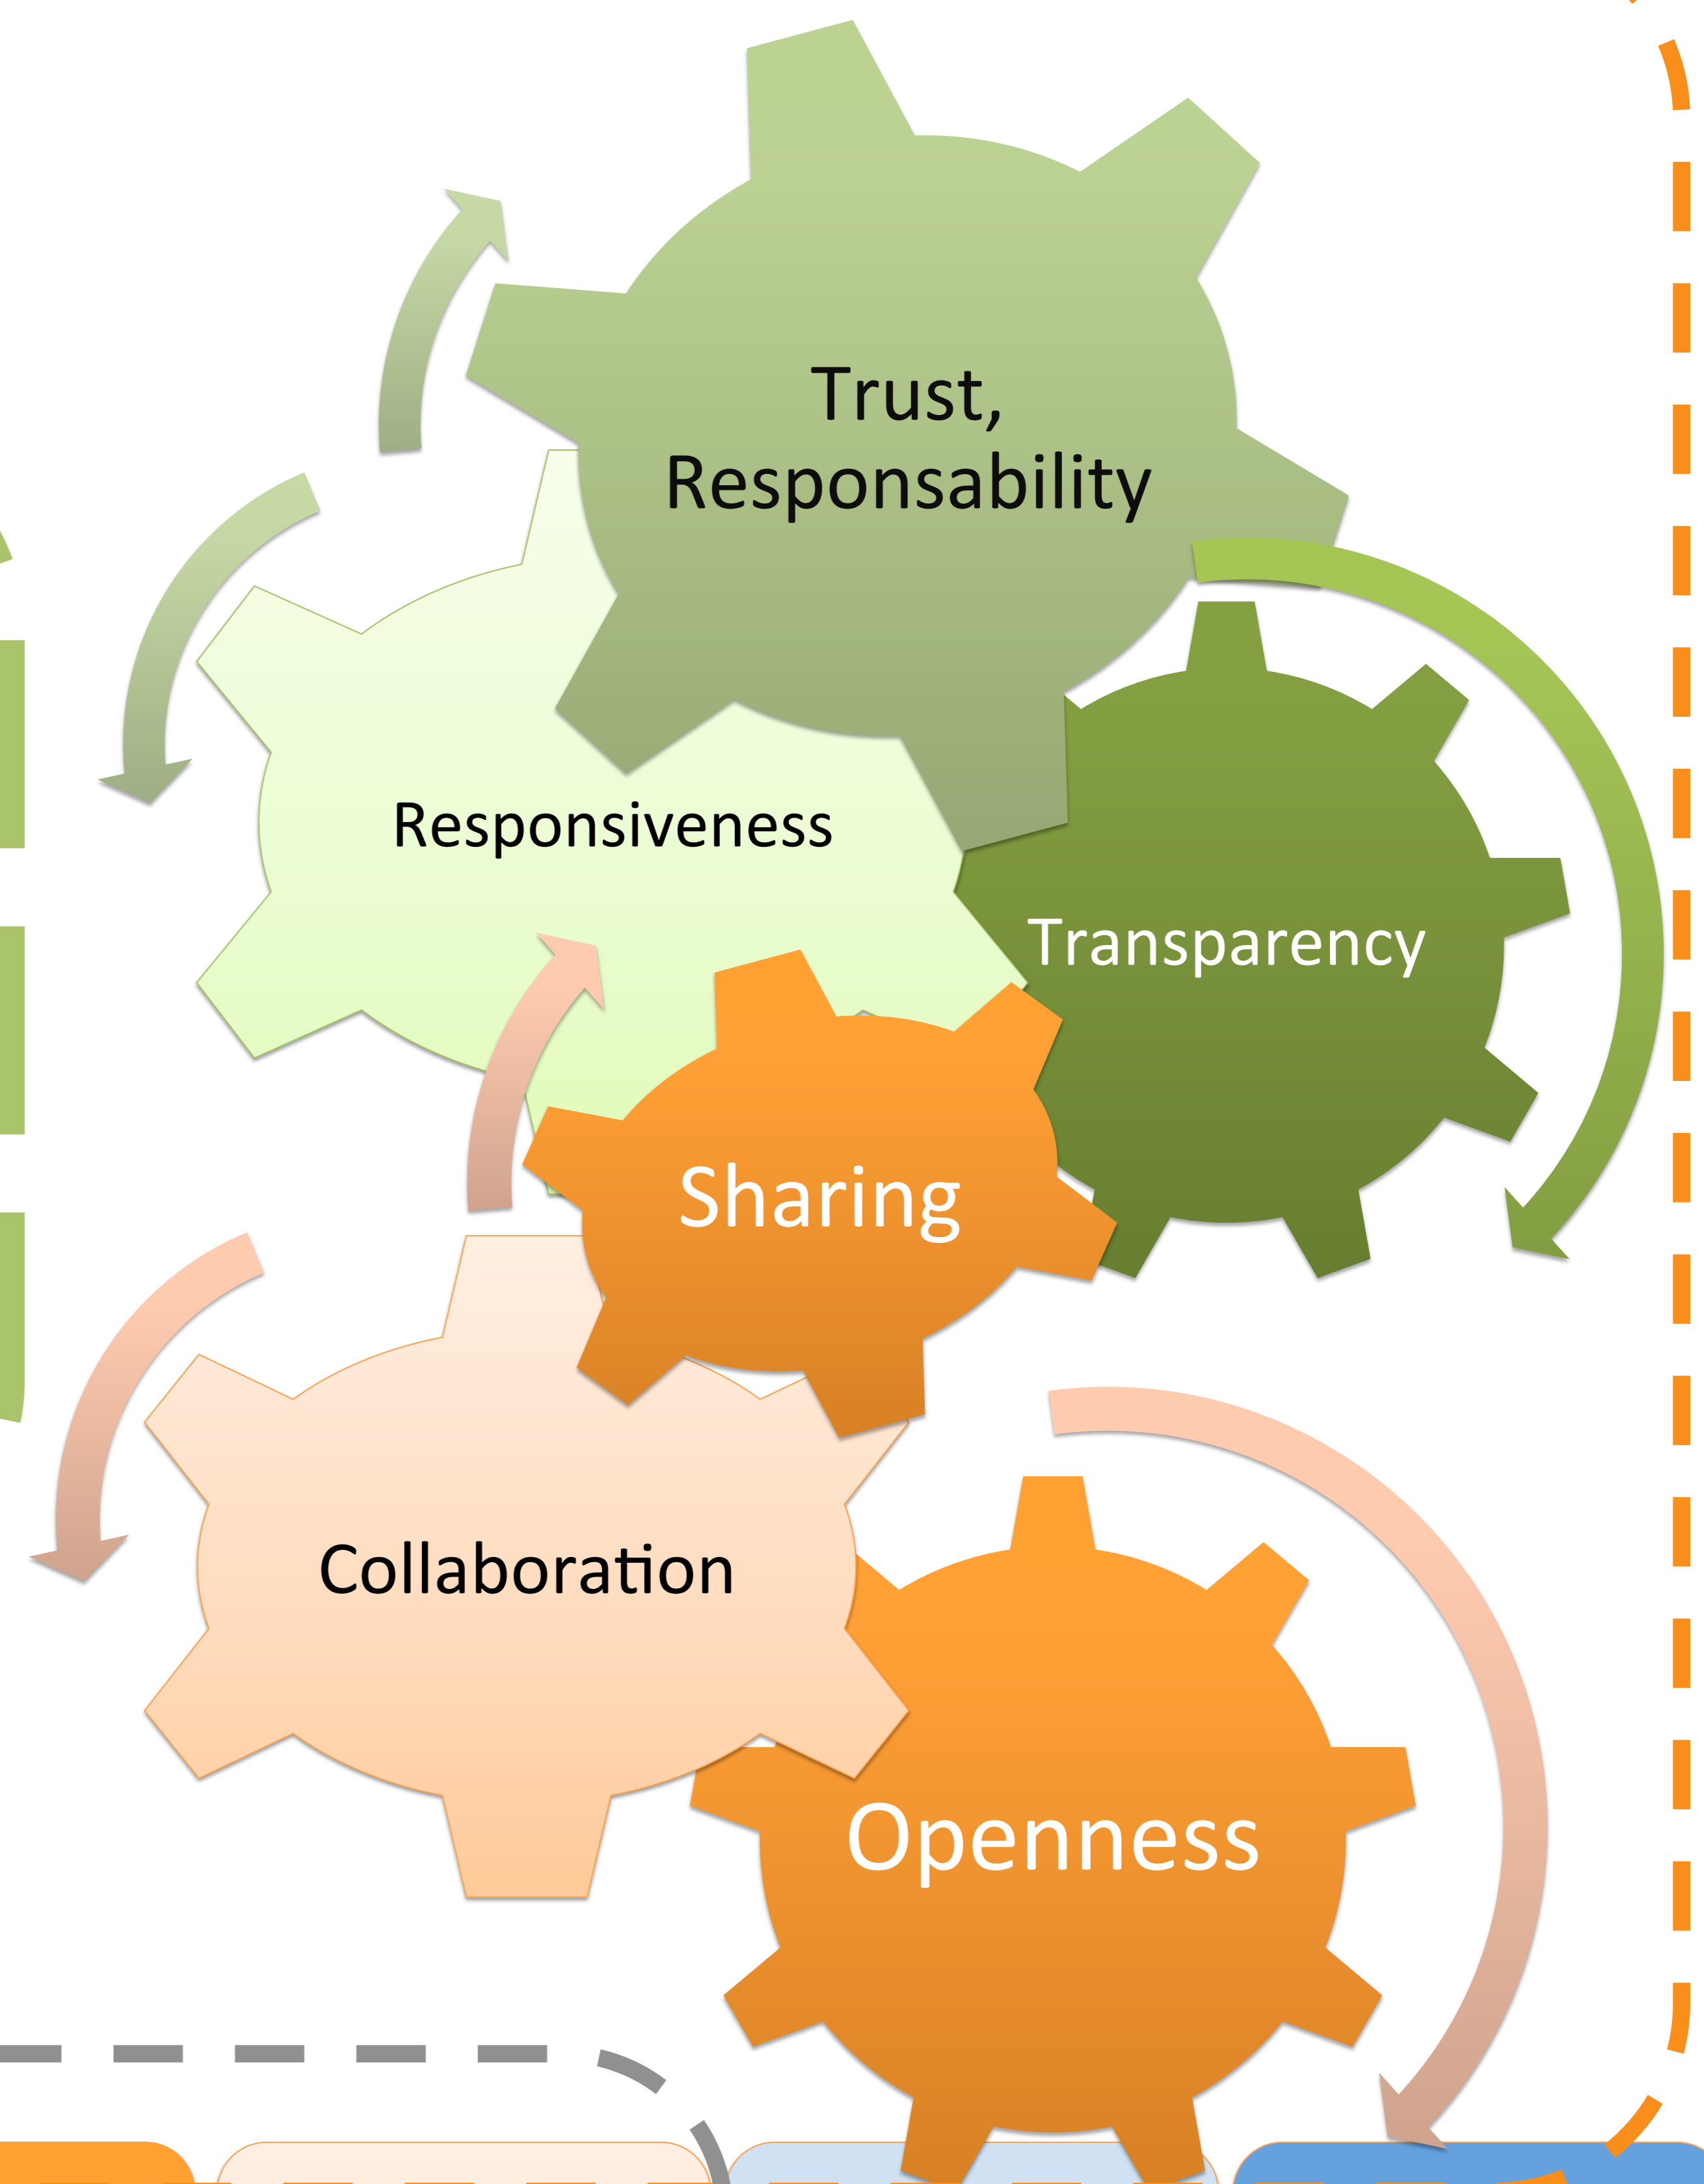 Trust,
Responsability
Responsiveness
Transparency
Sharing
Collaboration
Openness